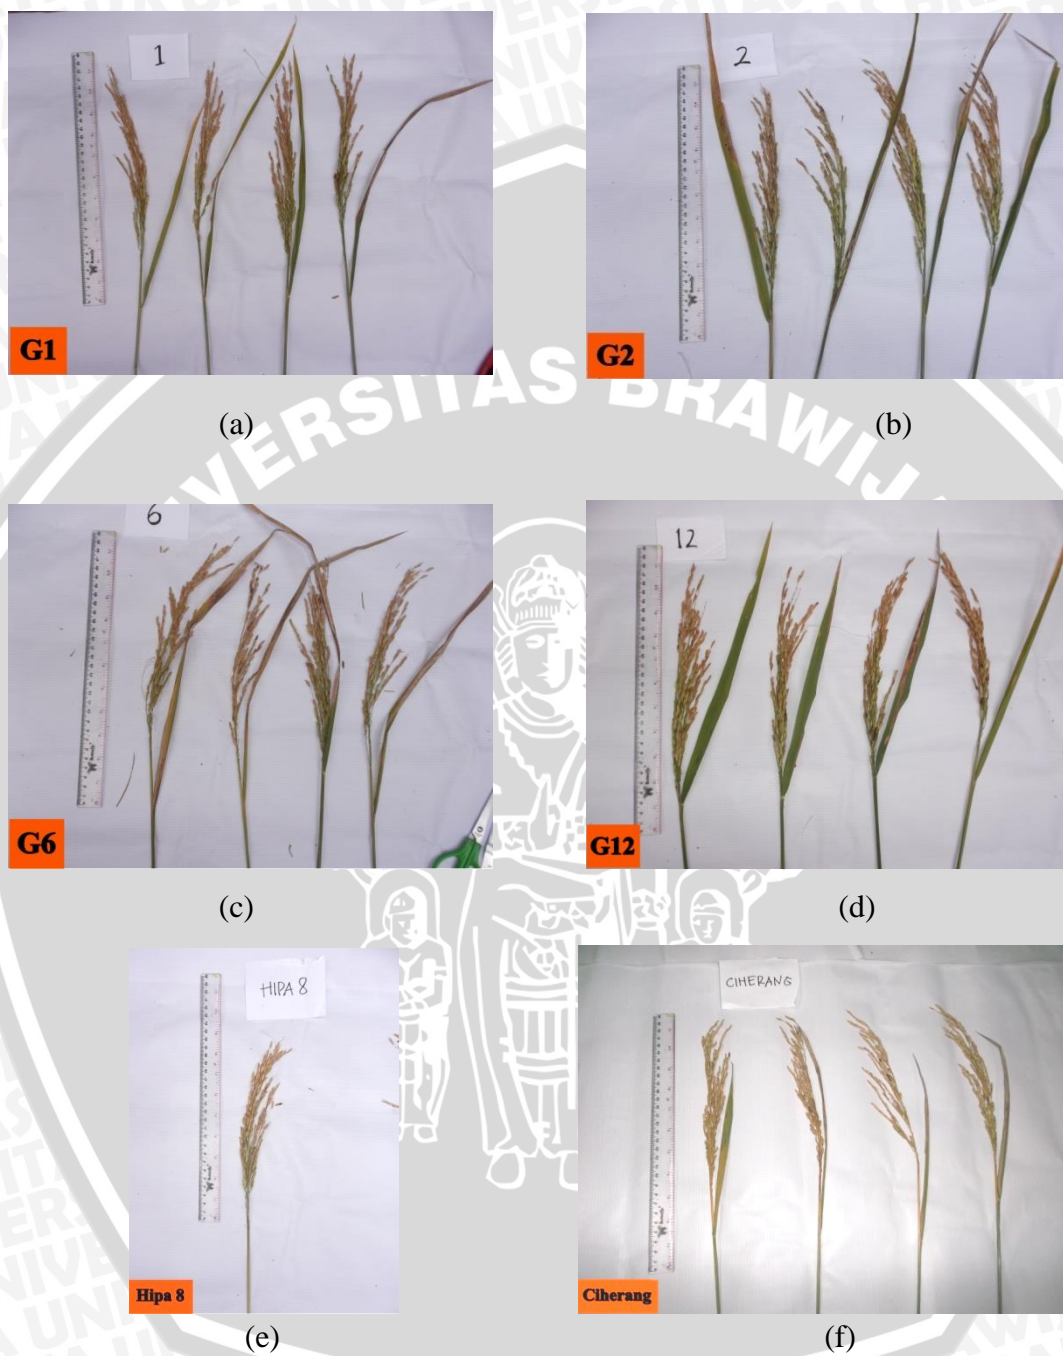 1
2
G1
G2
UNIVERSITAS BRAWIJAYA
(a)
(b)
6
12
G6
G12
(c)
(d)
HIPA 8
CIHERANG
Hipa 8
Ciherang
(e)
(f)